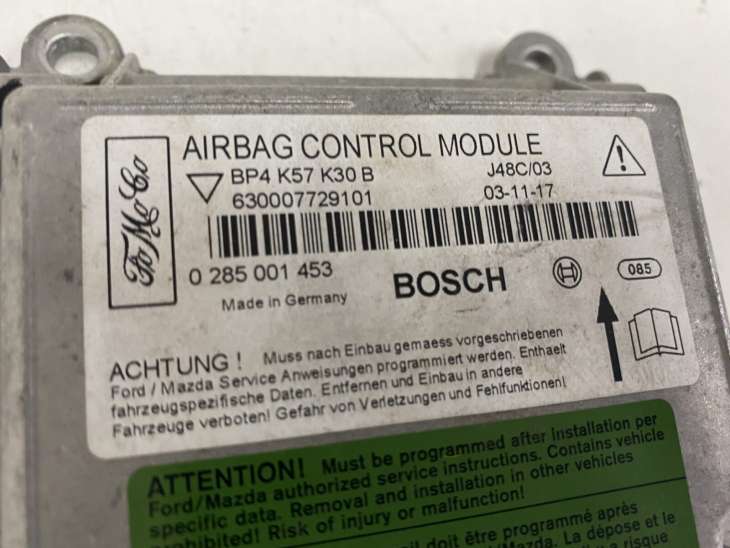 FoMoCo
AIRBAG CONTROL MODULE
BP4 K57 K30 B
J48C/03
630007729101
03-11-17
0 285 001 453
BOSCH
085
Made in Germany
ACHTUNG ! Muss nach Einbau gemaess vorgeschriebenen
Ford / Mazda Service Anweisungen programmiert werden. Enthaelt
fahrzeugspezifische Daten. Entfernen und Einbau in andere
Fahrzeuge verboten! Gefahr von Verletzungen und Fehlfunktionen!
ATTENTION! Must be programmed after installation per
Ford/Mazda authorized service instructions. Contains vehicle
specific data. Removal and installation in other vehicles
prohibited! Risk of injury or malfunction!
doit être programmé après
Mazda. La dépose et le
risque